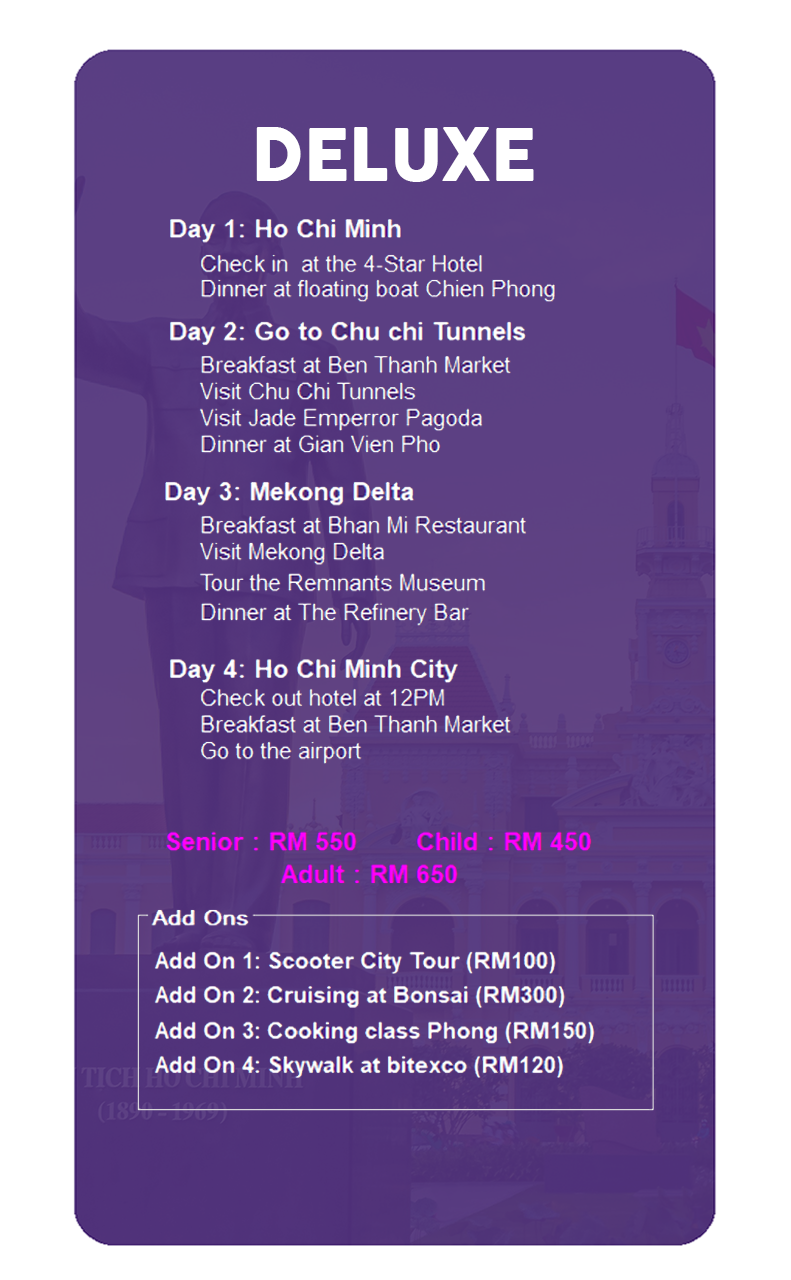 DELUXE
Day 1: Ho Chi Minh
Check in  at the 4-Star Hotel
Dinner at floating boat Chien Phong
Day 2: Go to Chu chi Tunnels
Breakfast at Ben Thanh Market
Visit Chu Chi Tunnels
Visit Jade Emperror Pagoda
Dinner at Gian Vien Pho
Day 3: Mekong Delta
Breakfast at Bhan Mi Restaurant
Visit Mekong Delta
Tour the Remnants Museum
Dinner at The Refinery Bar
Day 4: Ho Chi Minh City
Check out hotel at 12PM
Breakfast at Ben Thanh Market
Go to the airport
Senior : RM 550 Child : RM 450
Adult : RM 650
Add Ons
Add On 1: Scooter City Tour (RM100)
Add On 2: Cruising at Bonsai (RM300)
Add On 3: Cooking class Phong (RM150)
Add On 4: Skywalk at bitexco (RM120)
TICH HO CHI MINH
(1890 - 1969)